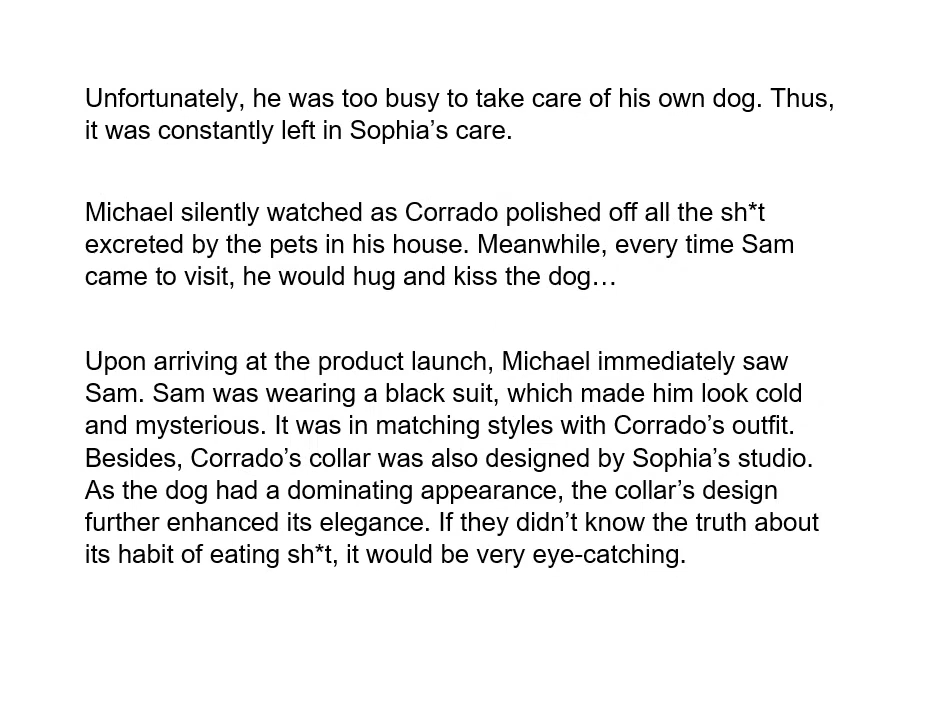 Unfortunately, he was too busy to take care of his own dog. Thus,
it was constantly left in Sophia’s care.
Michael silently watched as Corrado polished off all the sh*t
excreted by the pets in his house. Meanwhile, every time Sam
came to visit, he would hug and kiss the dog…
Upon arriving at the product launch, Michael immediately saw
Sam. Sam was wearing a black suit, which made him look cold
and mysterious. It was in matching styles with Corrado’s outfit.
Besides, Corrado’s collar was also designed by Sophia’s studio.
As the dog had a dominating appearance, the collar’s design
further enhanced its elegance. If they didn’t know the truth about
its habit of eating sh*t, it would be very eye-catching.